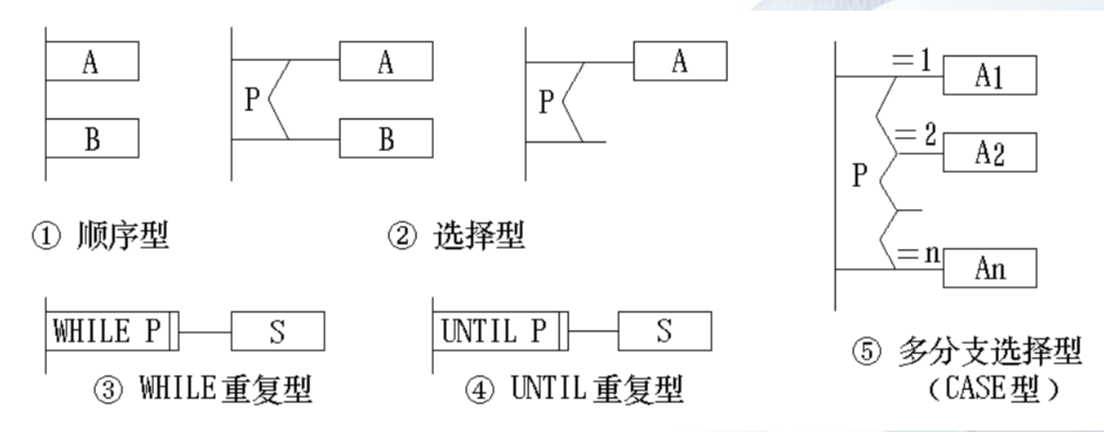 A
B
① 顺序型
P
A
B
P
A
② 选择型
WHILE P
S
③ WHILE重复型
UNTIL P
S
④ UNTIL重复型
P
=1
A1
=2
A2
=n
An
⑤ 多分支选择型
（CASE型）